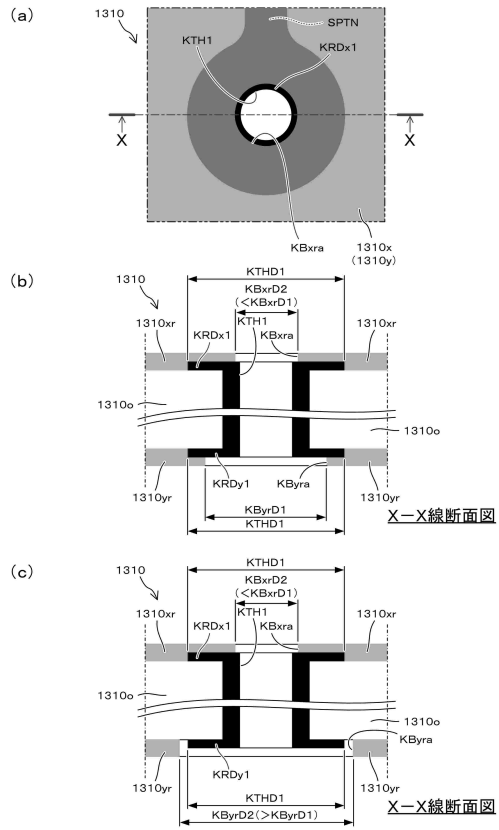 (a)
1310
SPTN
KTH1
KRDx1
X
X
KBxra
1310x
(1310y)
(b)
1310
KTHD1
KBxrD2
(<KBxrD1)
KTH1
1310xr
KRDx1
KBxra
1310xr
1310o
1310o
1310yr
KRDy1
KByra
1310yr
KByrD1
KTHD1
X－X線断面図
(c)
1310
KTHD1
KBxrD2
(<KBxrD1)
KTH1
1310xr
KRDx1
KBxra
1310xr
1310o
1310o
KByra
1310yr
KRDy1
1310yr
KTHD1
KByrD2(>KByrD1)
X－X線断面図